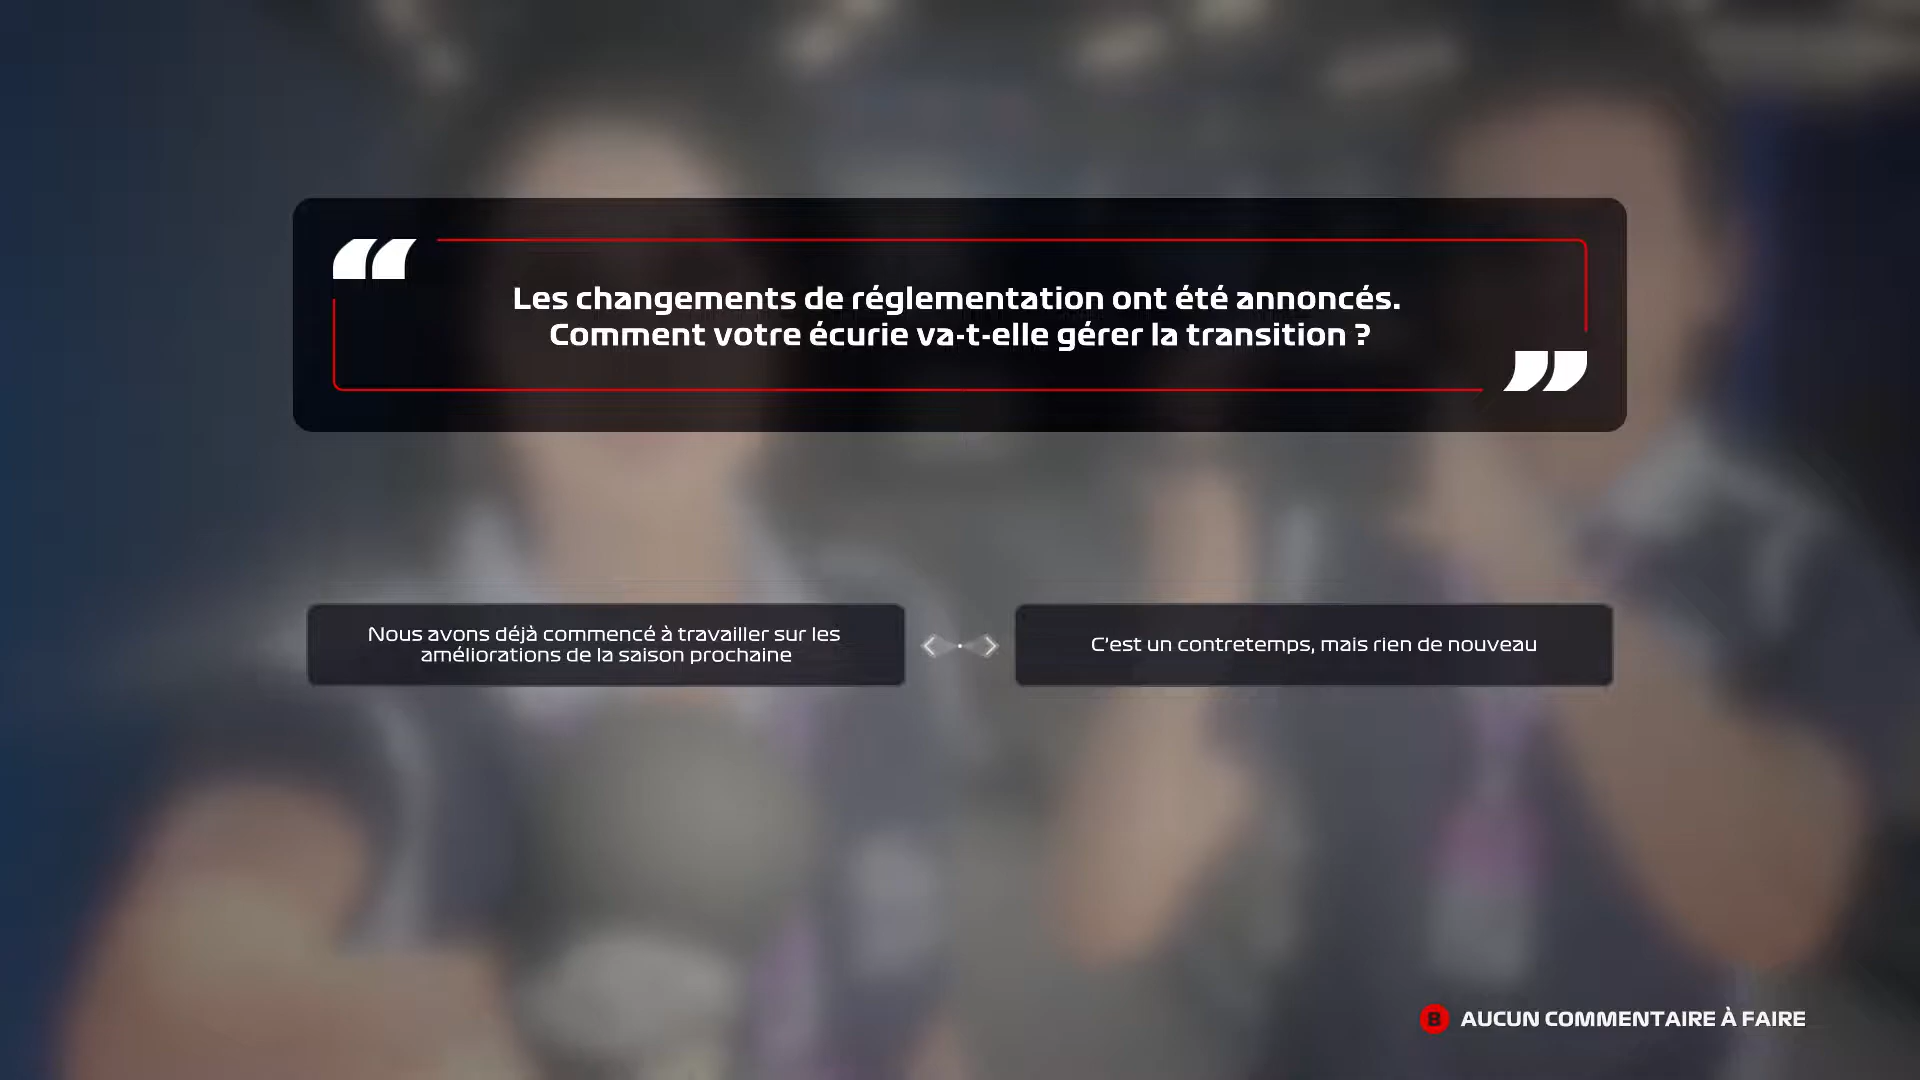 Les changements de réglementation ont été annoncés.
Comment votre écurie va-t-elle gérer la transition ?
Nous avons déjà commencé à travailler sur les
améliorations de la saison prochaine
C'est un contretemps, mais rien de nouveau
B AUCUN COMMENTAIRE À FAIRE